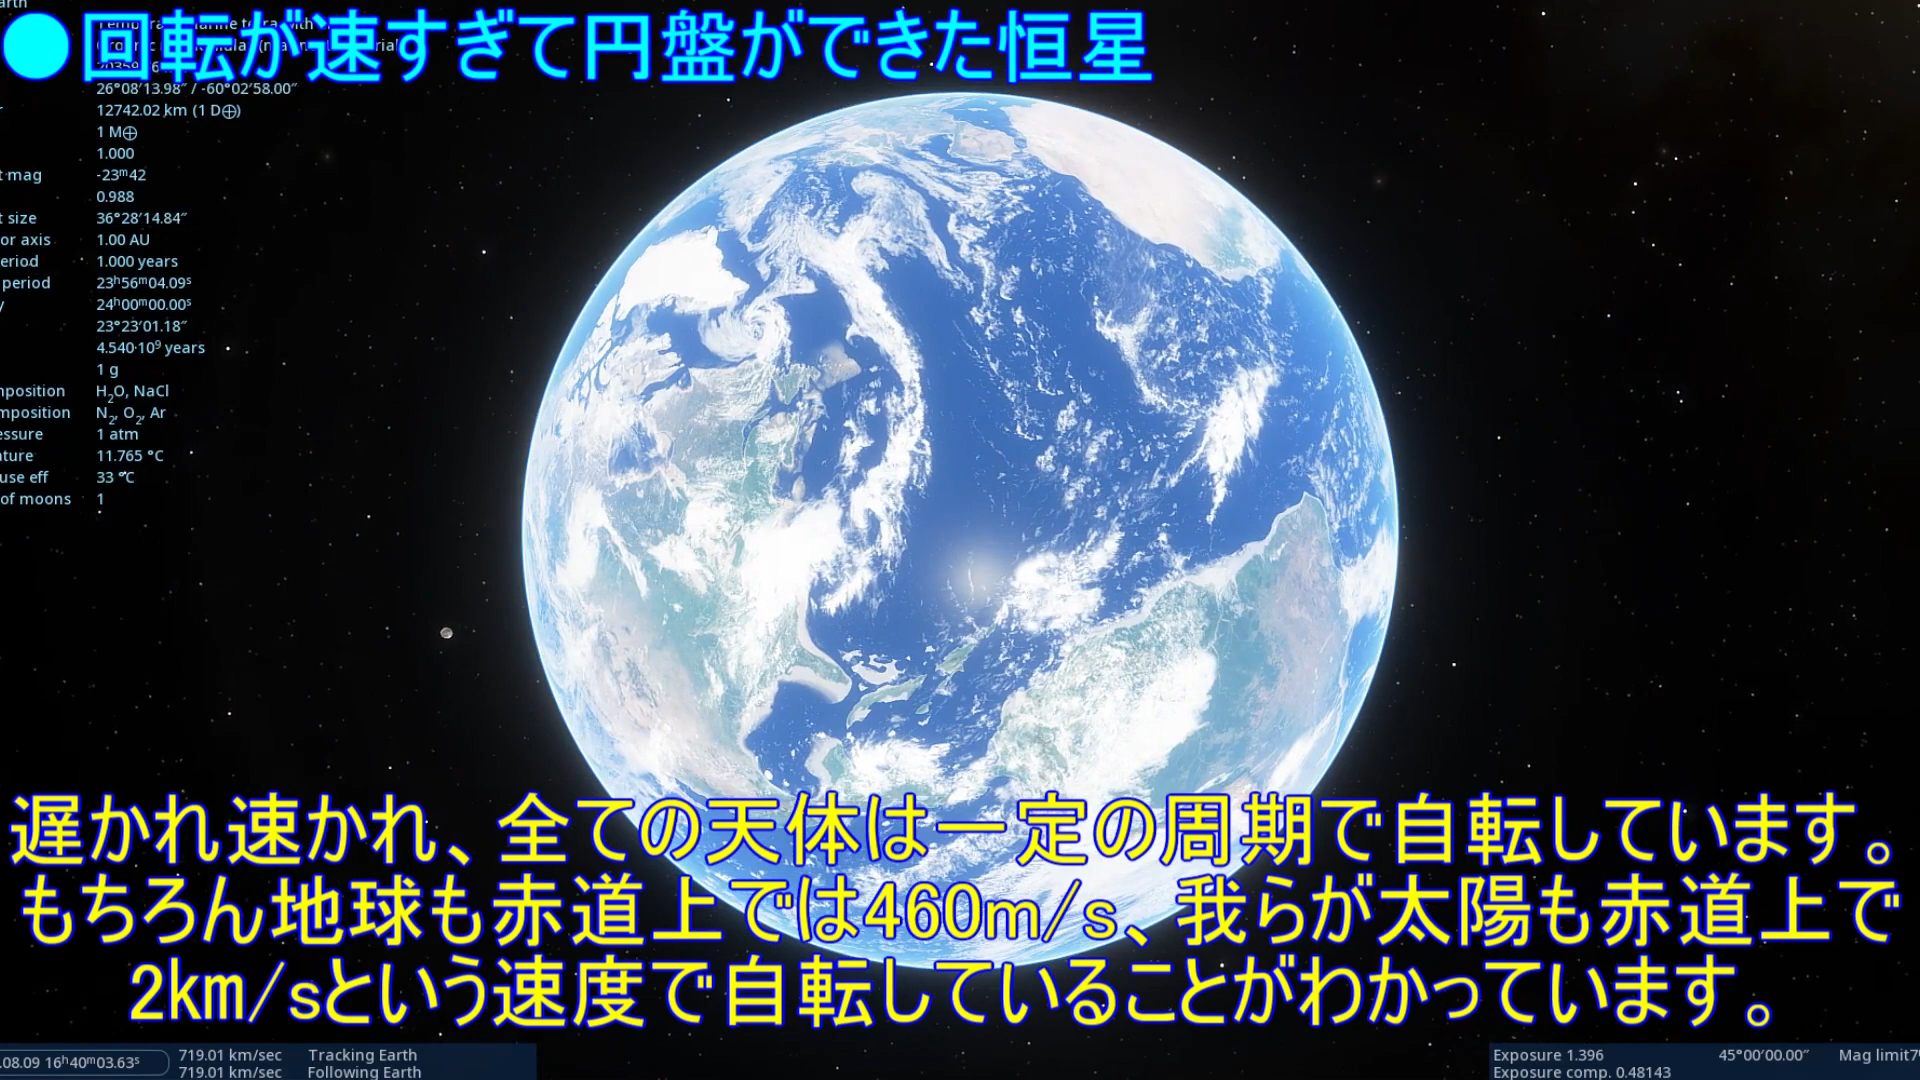 ●回転が速すぎて円盤ができた恒星
26°08′13.98″ / -60°02′58.00″
12742.02 km (1 D⊕)
1 M⊕
1.000
mag -23ᵐ42
0.988
size 36°28′14.84″
axis 1.00 AU
1.000 years
period 23ʰ56ᵐ04.09ˢ
24ʰ00ᵐ00.00ˢ
23°23′01.18″
4.540·10⁹ years
1 g
H₂O, NaCl
N₂, O₂, Ar
1 atm
11.765 °C
eff 33 °C
of moons 1
遅かれ速かれ、全ての天体は一定の周期で自転しています。
もちろん地球も赤道上では460m/s、我らが太陽も赤道上で
2km/sという速度で自転していることがわかっています。
.08.09 16ʰ40ᵐ03.63ˢ
719.01 km/sec Tracking Earth
719.01 km/sec Following Earth
Exposure 1.396 45°00′00.00″ Mag limit
Exposure comp. 0.48143